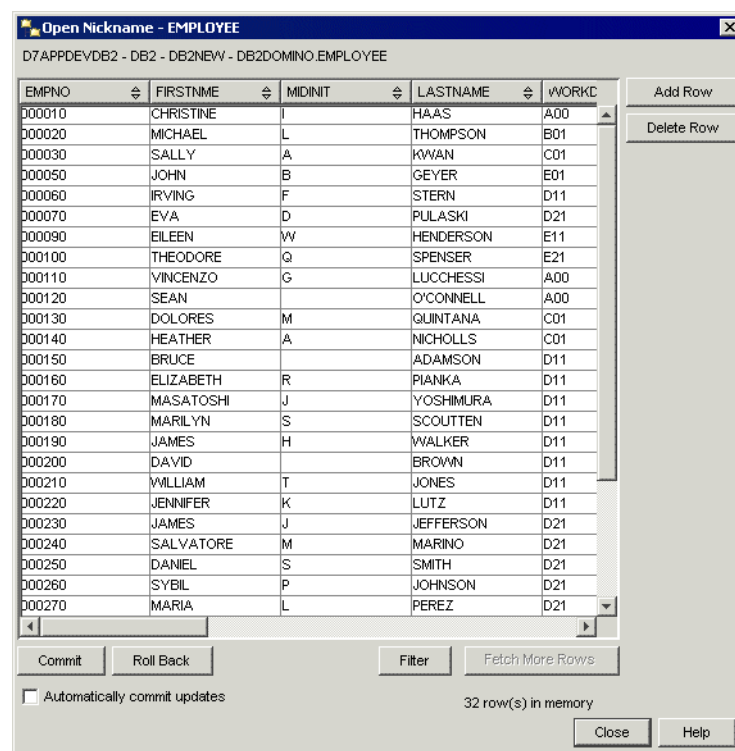 Open Nickname - EMPLOYEE
D7APPDEVDB2 - DB2 - DB2NEW - DB2DOMINO.EMPLOYEE
EMPNO FIRSTNME MIDINIT LASTNAME WORKD
000010 CHRISTINE I HAAS A00
000020 MICHAEL L THOMPSON B01
000030 SALLY A KWAN C01
000050 JOHN B GEYER E01
000060 IRVING F STERN D11
000070 EVA D PULASKI D21
000090 EILEEN W HENDERSON E11
000100 THEODORE Q SPENSER E21
000110 VINCENZO G LUCCHESSI A00
000120 SEAN O'CONNELL A00
000130 DOLORES M QUINTANA C01
000140 HEATHER A NICHOLLS C01
000150 BRUCE ADAMSON D11
000160 ELIZABETH R PIANKA D11
000170 MASATOSHI J YOSHIMURA D11
000180 MARILYN S SCOUTTEN D11
000190 JAMES H WALKER D11
000200 DAVID BROWN D11
000210 WILLIAM T JONES D11
000220 JENNIFER K LUTZ D11
000230 JAMES J JEFFERSON D21
000240 SALVATORE M MARINO D21
000250 DANIEL S SMITH D21
000260 SYBIL P JOHNSON D21
000270 MARIA L PEREZ D21
Add Row
Delete Row
Commit Roll Back Filter Fetch More Rows
Automatically commit updates
32 row(s) in memory
Close Help